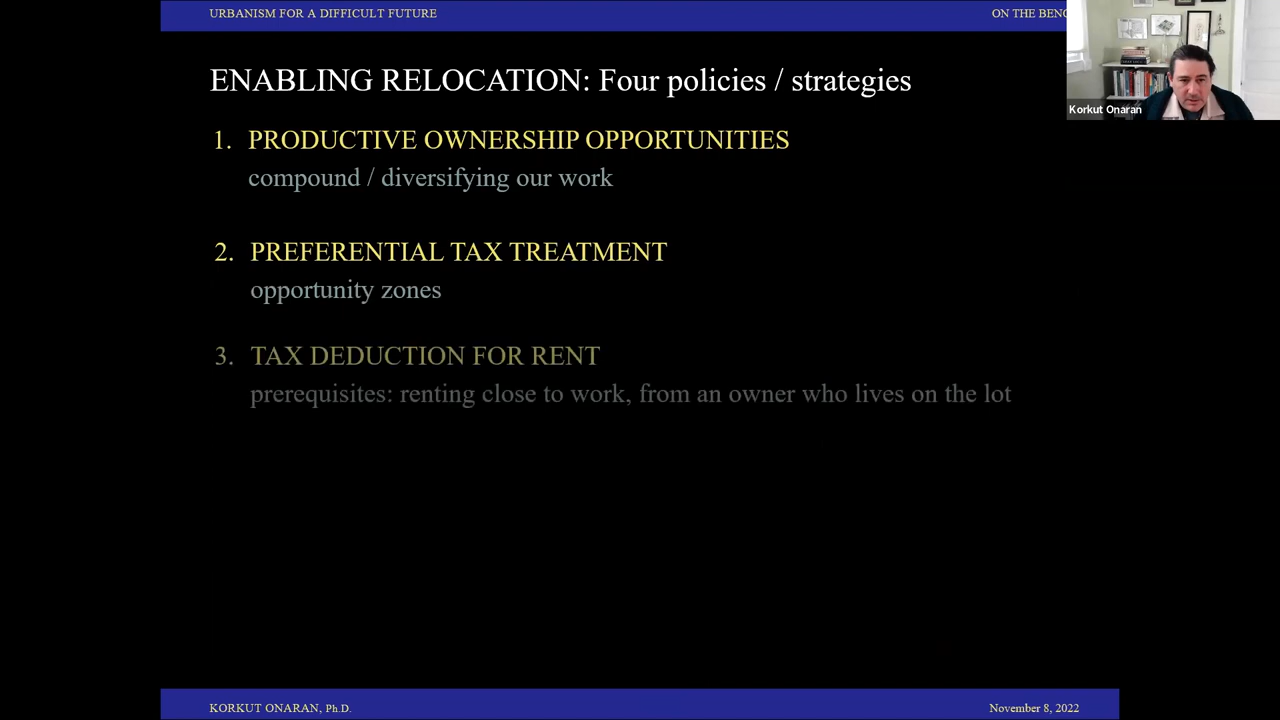 URBANISM FOR A DIFFICULT FUTURE
ON THE
Korkut Onaran
ENABLING RELOCATION: Four policies / strategies
1. PRODUCTIVE OWNERSHIP OPPORTUNITIES
compound / diversifying our work
2. PREFERENTIAL TAX TREATMENT
opportunity zones
3. TAX DEDUCTION FOR RENT
prerequisites: renting close to work, from an owner who lives on the lot
KORKUT ONARAN, Ph.D.
November 8, 2022